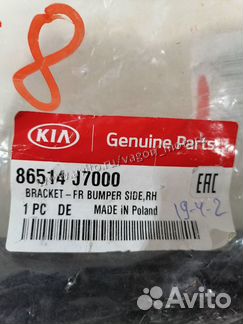 8
KIA Genuine Parts
86514 J7000
BRACKET-FR BUMPER SIDE,RH
1 PC DE MADE IN Poland
EAC
19-4-2
Avito